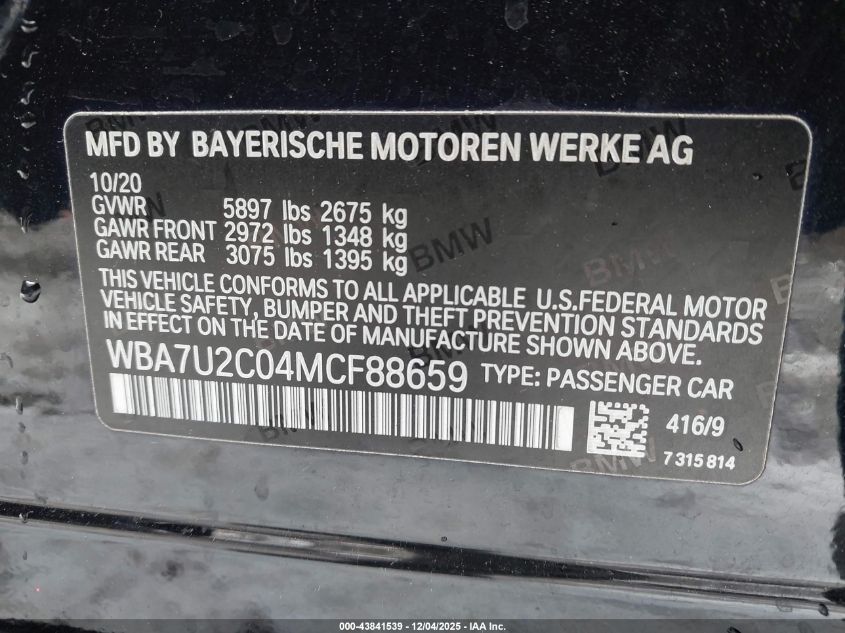 MFD BY BAYERISCHE MOTOREN WERKE AG
10/20
GVWR 5897 lbs 2675 kg
GAWR FRONT 2972 lbs 1348 kg
GAWR REAR 3075 lbs 1395 kg
THIS VEHICLE CONFORMS TO ALL APPLICABLE U.S.FEDERAL MOTOR
VEHICLE SAFETY, BUMPER AND THEFT PREVENTION STANDARDS
IN EFFECT ON THE DATE OF MANUFACTURE SHOWN ABOVE.
WBA7U2C04MCF88659 TYPE: PASSENGER CAR
416/9
7 315 814
BMW
BMW
BMW
000-43841539 - 12/04/2025 - IAA Inc.